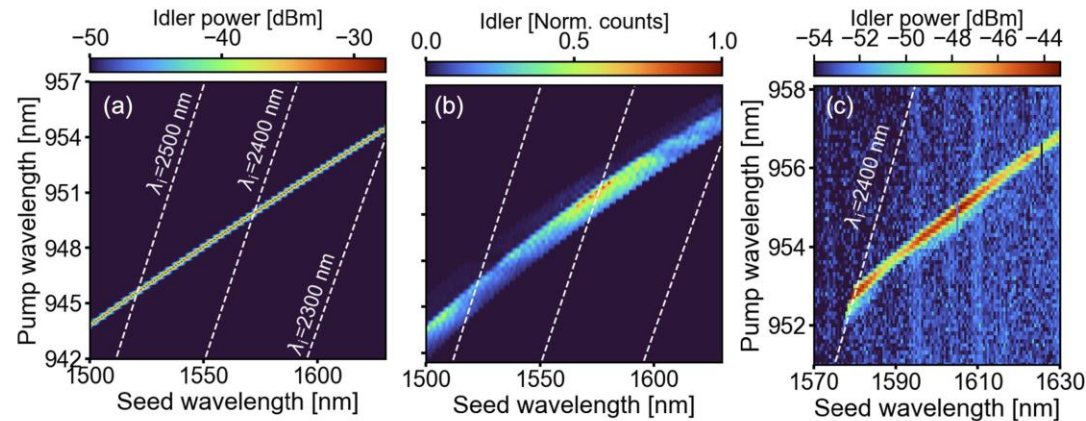 Idler power [dBm]
−50 −40 −30
Idler [Norm. counts]
0.0 0.5 1.0
Idler power [dBm]
−54 −52 −50 −48 −46 −44
(a)
λi=2500 nm
λi=2400 nm
λi=2300 nm
Pump wavelength [nm]
957
954
951
948
945
942
1500 1550 1600
Seed wavelength [nm]
(b)
1500 1550 1600
Seed wavelength [nm]
(c)
λi=2400 nm
Pump wavelength [nm]
958
956
954
952
1570 1590 1610 1630
Seed wavelength [nm]